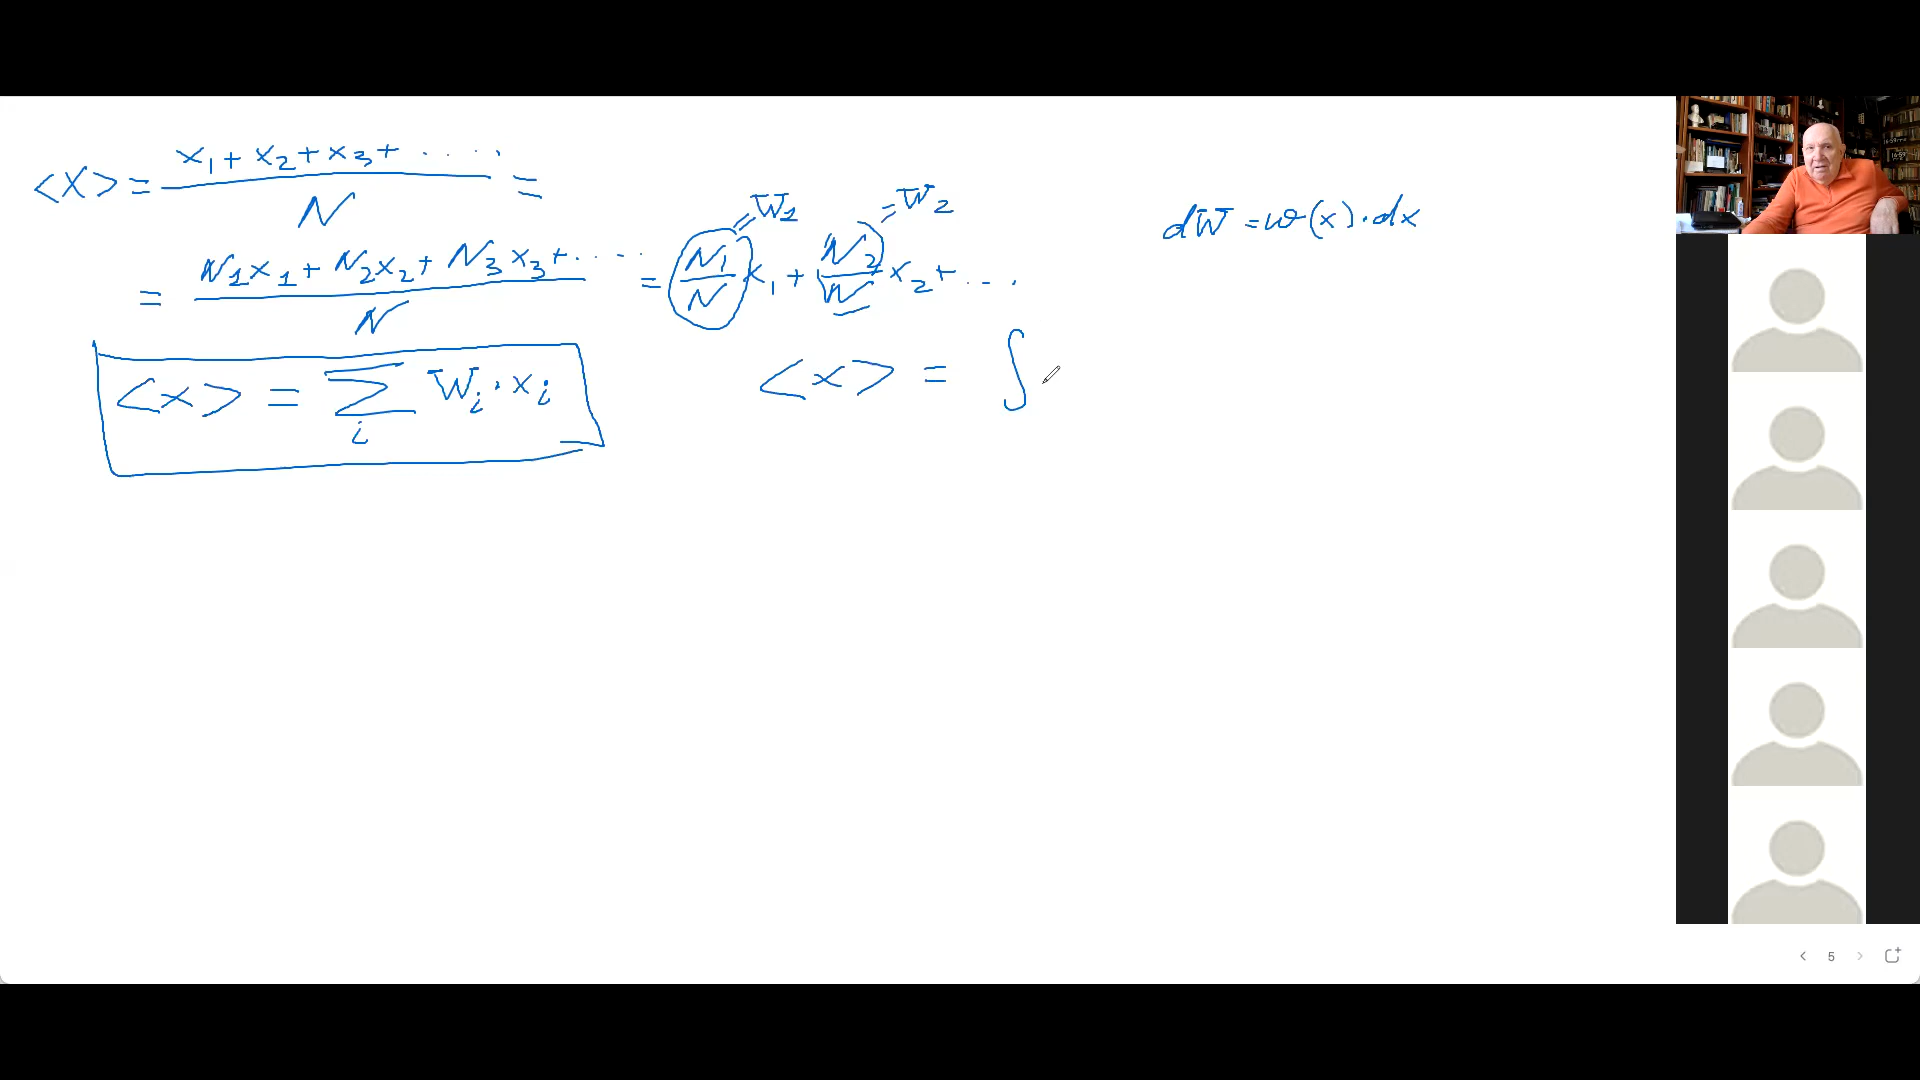 <X> = (x₁ + x₂ + x₃ + .....) / N =
= (N₁x₁ + N₂x₂ + N₃x₃ + .....) / N = (N₁/N) x₁ + (N₂/N) x₂ + ....
= W₁
= W₂
dW = w(x)·dx
<x> = Σᵢ Wᵢ · xᵢ
<x> = ∫
5